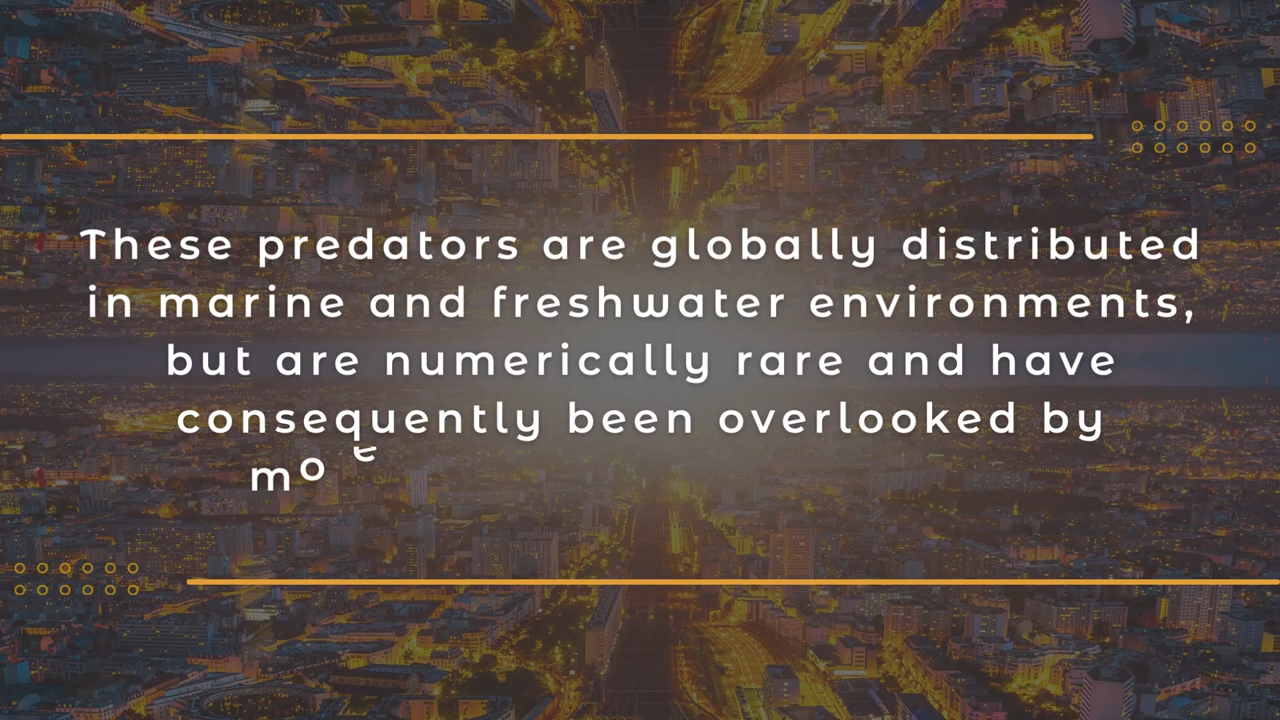 These predators are globally distributed
in marine and freshwater environments,
but are numerically rare and have
consequently been overlooked by
mo